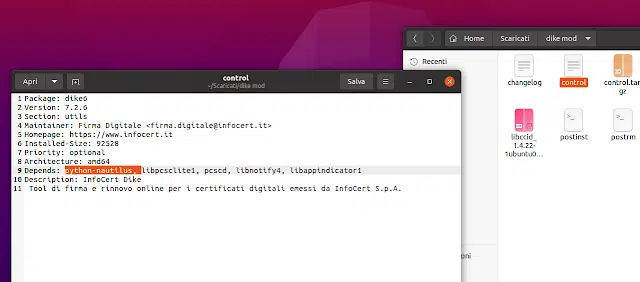 Home
Scaricati
dike mod
Recenti
changelog
control
control.tar.
gz
libccid
_1.4.22-
1ubuntu0...
postinst
postrm
oni
Apri
control
~/Scaricati/dike mod
Salva
1 Package: dike6
2 Version: 7.2.6
3 Section: utils
4 Maintainer: Firma Digitale <firma.digitale@infocert.it>
5 Homepage: https://www.infocert.it
6 Installed-Size: 92528
7 Priority: optional
8 Architecture: amd64
9 Depends: python-nautilus, libpcsclite1, pcscd, libnotify4, libappindicator1
10 Description: InfoCert Dike
11  Tool di firma e rinnovo online per i certificati digitali emessi da InfoCert S.p.A.